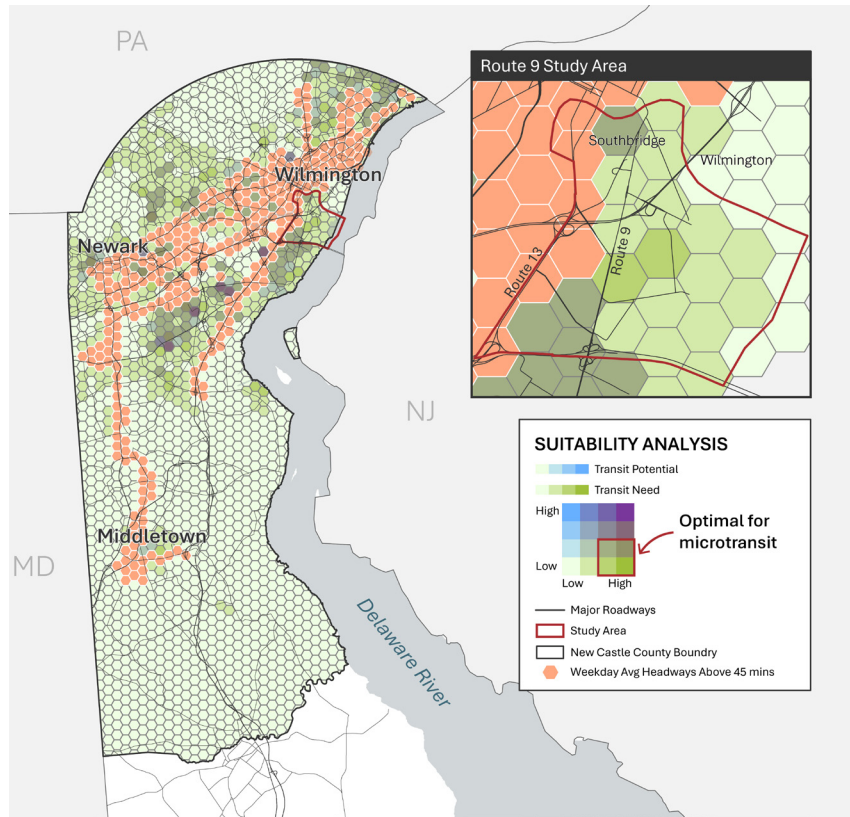 PA
Route 9 Study Area
Southbridge
Wilmington
Wilmington
Newark
Route 9
Route 13
NJ
SUITABILITY ANALYSIS
Transit Potential
Transit Need
High
Optimal for
microtransit
Low
Low
High
Middletown
MD
Major Roadways
Study Area
New Castle County Boundry
Weekday Avg Headways Above 45 mins
Delaware River